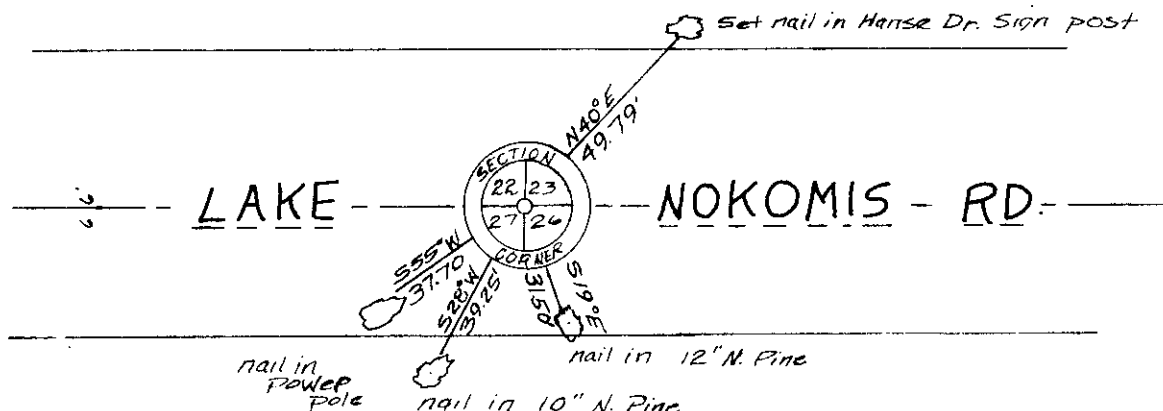 Set nail in Hanse Dr. Sign post
N40°E
49.79'
SECTION
22 23
27 26
CORNER
LAKE NOKOMIS RD.
S55°W
37.70
S28°W
39.25'
S19°E
31.50'
nail in
power
pole
nail in 10" N. Pine
nail in 12" N. Pine